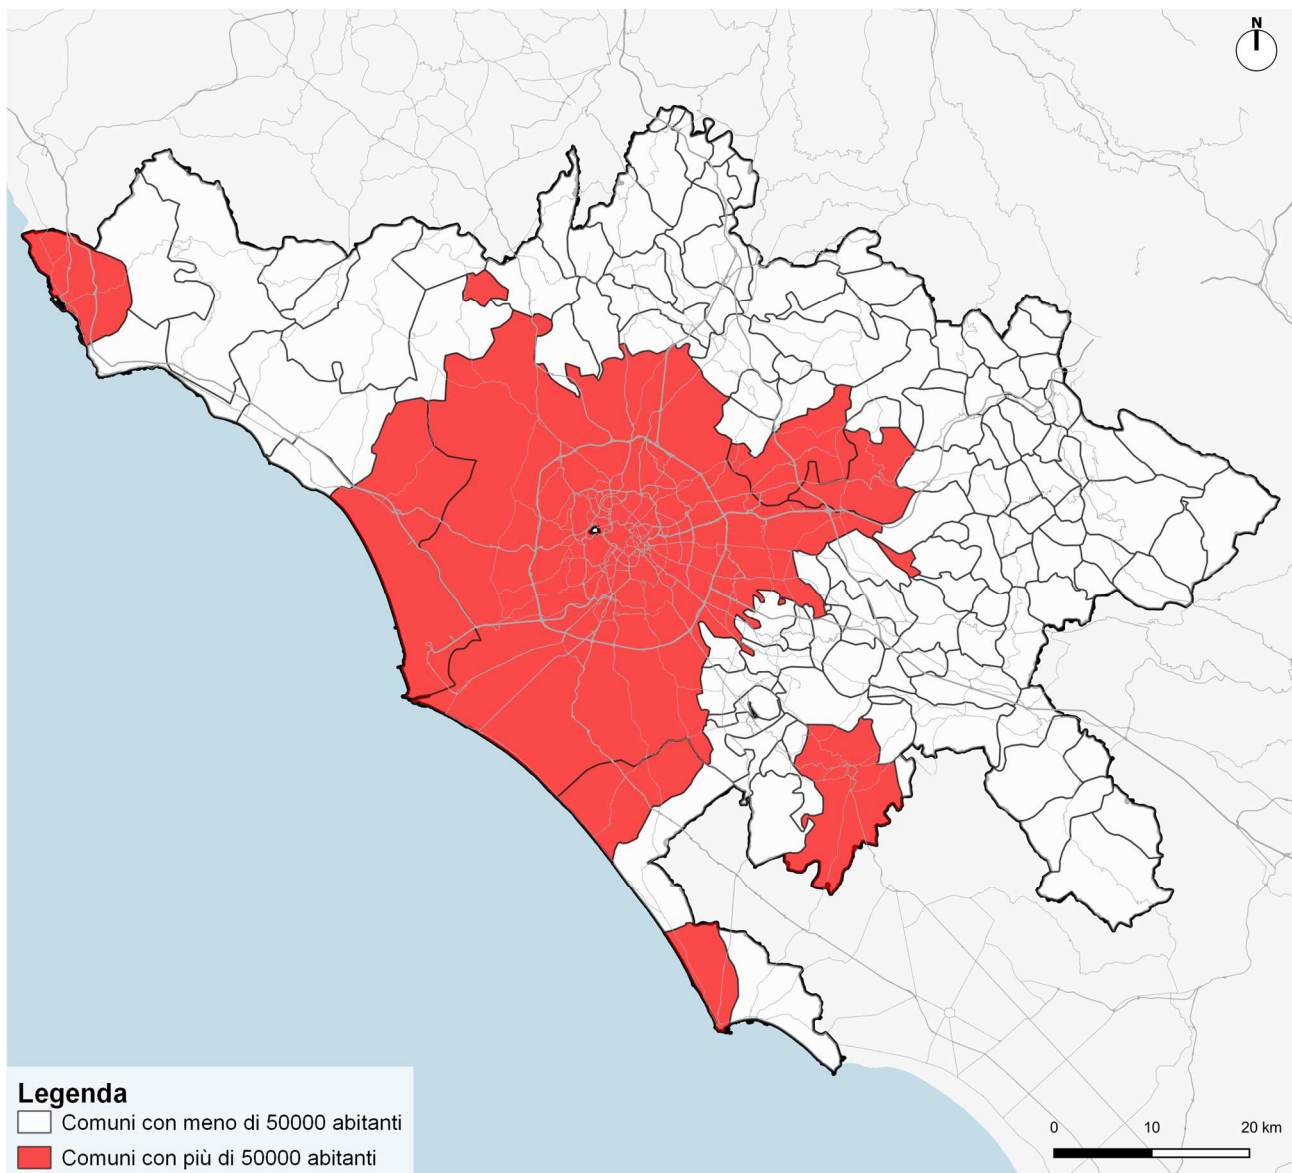 N
Legenda
Comuni con meno di 50000 abitanti
Comuni con più di 50000 abitanti
0 10 20 km